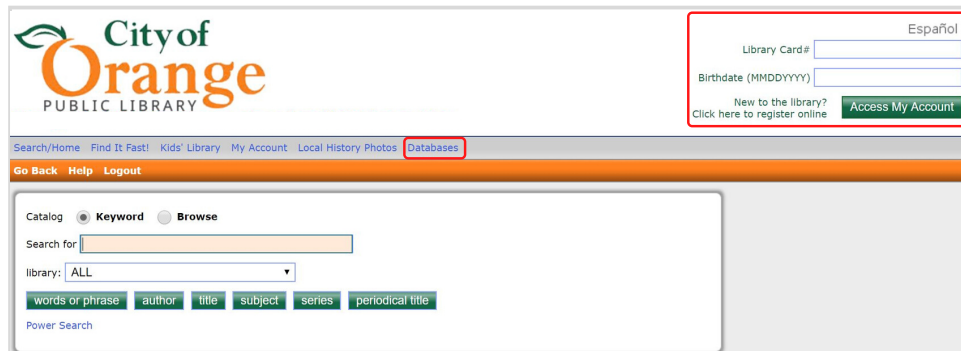 City of
Orange
PUBLIC LIBRARY
Español
Library Card#
Birthdate (MMDDYYYY)
New to the library?
Click here to register online
Access My Account
Search/Home Find It Fast! Kids' Library My Account Local History Photos Databases
Go Back Help Logout
Catalog Keyword Browse
Search for
library: ALL
words or phrase author title subject series periodical title
Power Search